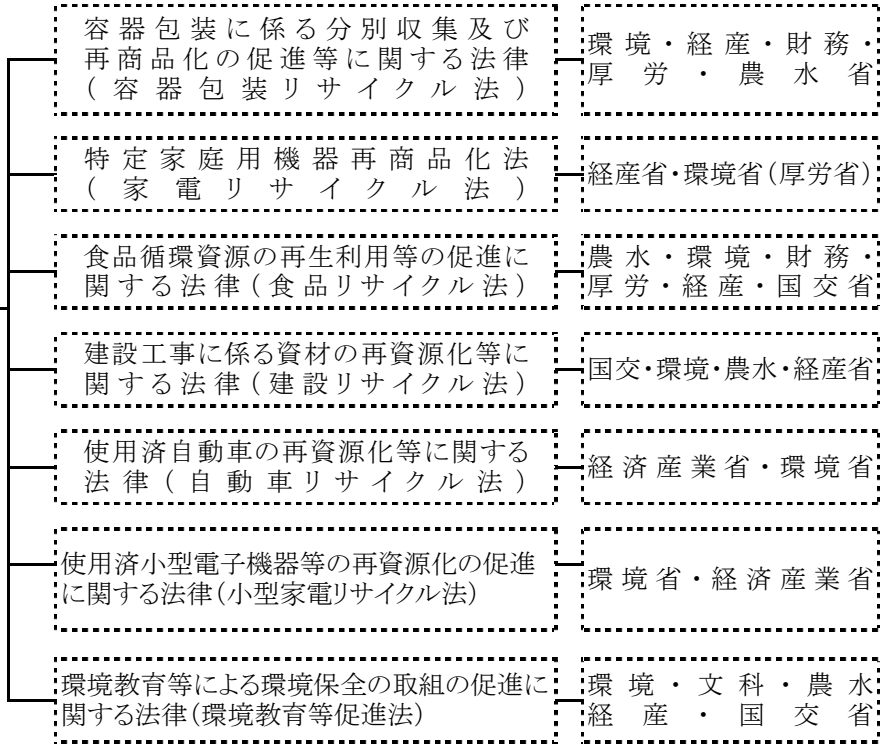 容器包装に係る分別収集及び
再商品化の促進等に関する法律
(容器包装リサイクル法)
環境・経産・財務・
厚労・農水省
特定家庭用機器再商品化法
(家電リサイクル法)
経産省・環境省(厚労省)
食品循環資源の再生利用等の促進に
関する法律(食品リサイクル法)
農水・環境・財務・
厚労・経産・国交省
建設工事に係る資材の再資源化等に
関する法律(建設リサイクル法)
国交・環境・農水・経産省
使用済自動車の再資源化等に関する
法律(自動車リサイクル法)
経済産業省・環境省
使用済小型電子機器等の再資源化の促進
に関する法律(小型家電リサイクル法)
環境省・経済産業省
環境教育等による環境保全の取組の促進に
関する法律(環境教育等促進法)
環境・文科・農水
経産・国交省